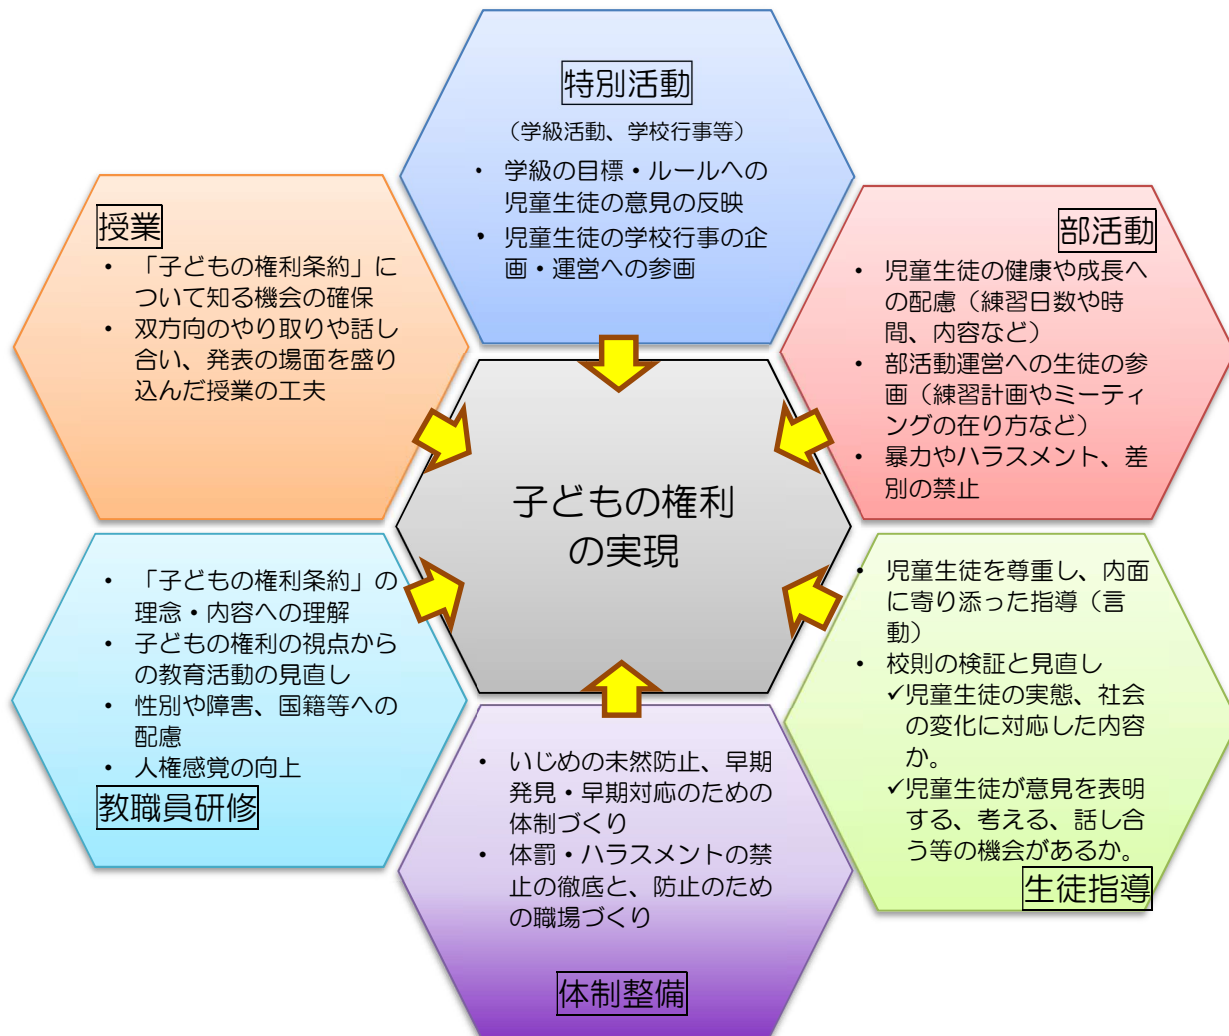 特別活動
（学級活動、学校行事等）
• 学級の目標・ルールへの
児童生徒の意見の反映
• 児童生徒の学校行事の企
画・運営への参画
授業
• 「子どもの権利条約」に
ついて知る機会の確保
• 双方向のやり取りや話し
合い、発表の場面を盛り
込んだ授業の工夫
部活動
• 児童生徒の健康や成長へ
の配慮（練習日数や時
間、内容など）
• 部活動運営への生徒の参
画（練習計画やミーティ
ングの在り方など）
• 暴力やハラスメント、差
別の禁止
子どもの権利
の実現
• 「子どもの権利条約」の
理念・内容への理解
• 子どもの権利の視点から
の教育活動の見直し
• 性別や障害、国籍等への
配慮
• 人権感覚の向上
教職員研修
• いじめの未然防止、早期
発見・早期対応のための
体制づくり
• 体罰・ハラスメントの禁
止の徹底と、防止のため
の職場づくり
体制整備
• 児童生徒を尊重し、内面
に寄り添った指導（言
動）
• 校則の検証と見直し
✓児童生徒の実態、社会
の変化に対応した内容
か。
✓児童生徒が意見を表明
する、考える、話し合
う等の機会があるか。
生徒指導